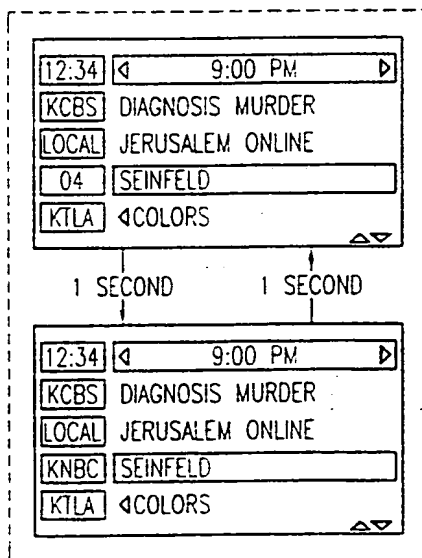 12:34 9:00 PM
KCBS DIAGNOSIS MURDER
LOCAL JERUSALEM ONLINE
04 SEINFELD
KTLA COLORS
1 SECOND 1 SECOND
12:34 9:00 PM
KCBS DIAGNOSIS MURDER
LOCAL JERUSALEM ONLINE
KNBC SEINFELD
KTLA COLORS